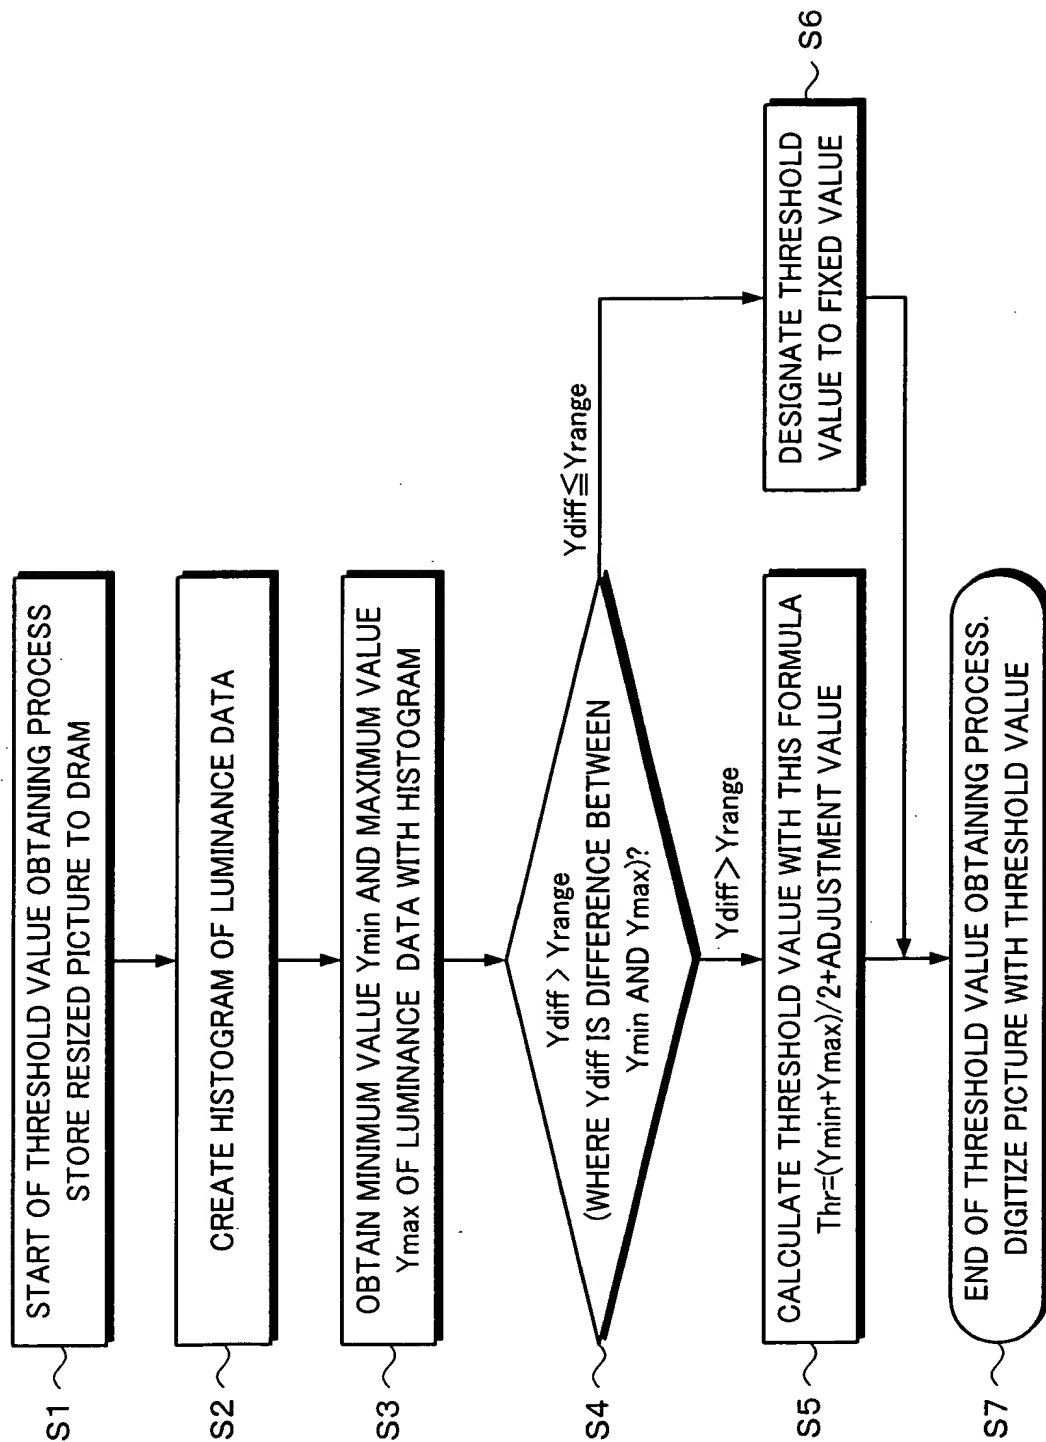 S1
START OF THRESHOLD VALUE OBTAINING PROCESS
STORE RESIZED PICTURE TO DRAM
S2
CREATE HISTOGRAM OF LUMINANCE DATA
S3
OBTAIN MINIMUM VALUE Ymin AND MAXIMUM VALUE
Ymax OF LUMINANCE DATA WITH HISTOGRAM
S4
Ydiff > Yrange
(WHERE Ydiff IS DIFFERENCE BETWEEN
Ymin AND Ymax)?
Ydiff≦Yrange
Ydiff>Yrange
S5
CALCULATE THRESHOLD VALUE WITH THIS FORMULA
Thr=(Ymin+Ymax)/2+ADJUSTMENT VALUE
DESIGNATE THRESHOLD
VALUE TO FIXED VALUE
S6
S7
END OF THRESHOLD VALUE OBTAINING PROCESS.
DIGITIZE PICTURE WITH THRESHOLD VALUE